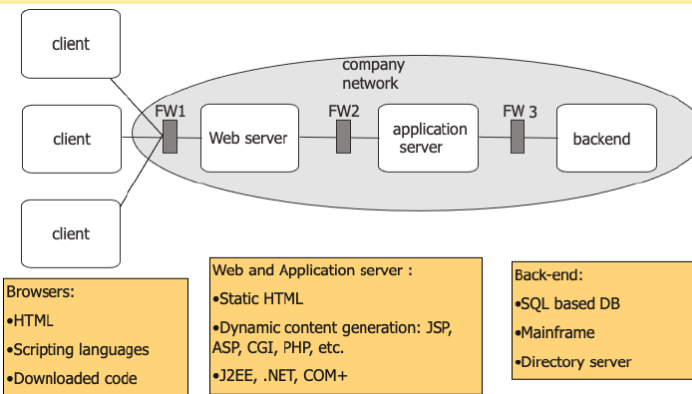 client
client
client
company
network
FW1
Web server
FW2
application
server
FW 3
backend
Browsers:
•HTML
•Scripting languages
•Downloaded code
Web and Application server :
•Static HTML
•Dynamic content generation: JSP,
ASP, CGI, PHP, etc.
•J2EE, .NET, COM+
Back-end:
•SQL based DB
•Mainframe
•Directory server